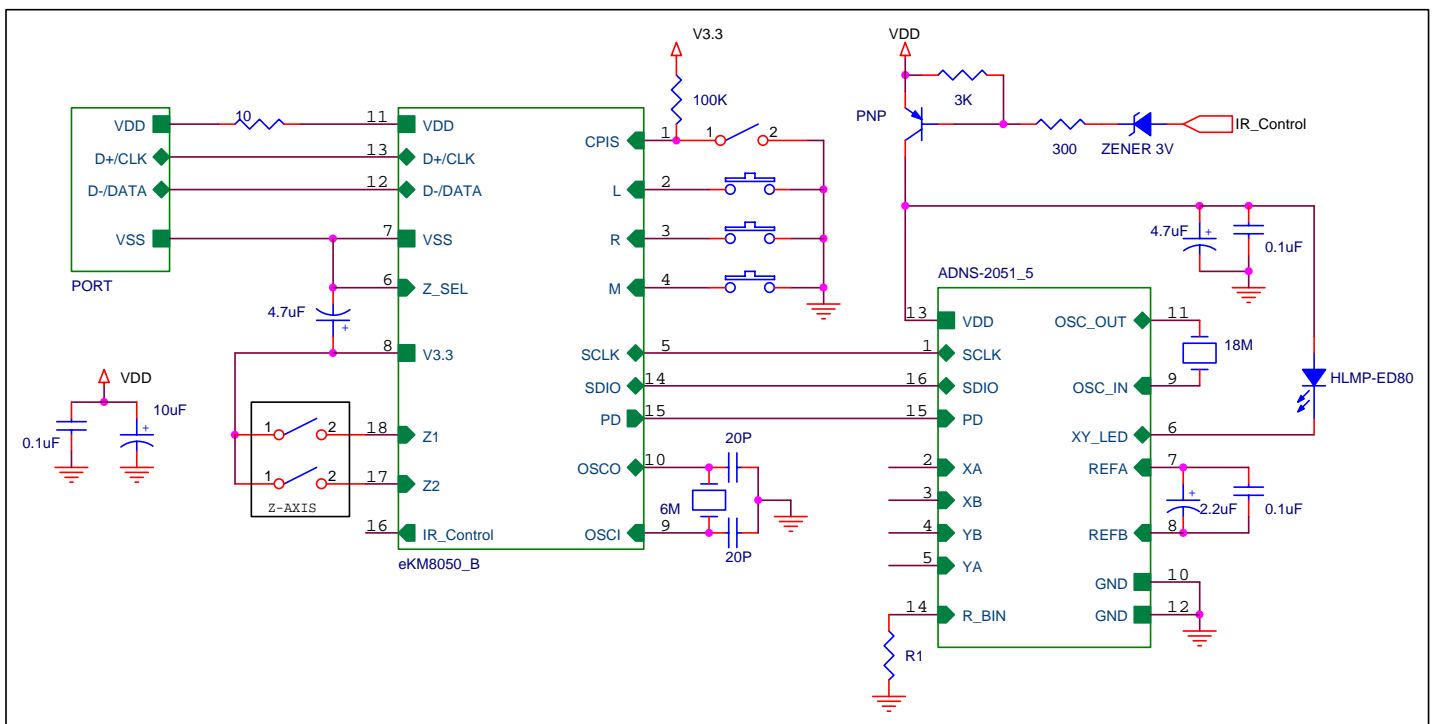 V3.3
VDD
100K
3K
PNP
300
ZENER 3V
IR_Control
PORT
VDD
D+/CLK
D-/DATA
VSS
10
11
13
12
7
6
8
18
17
16
VDD
D+/CLK
D-/DATA
VSS
Z_SEL
V3.3
Z1
Z2
IR_Control
eKM8050_B
4.7uF
+
VDD
0.1uF
10uF
+
1 2
1 2
Z-AXIS
CPIS 1
L 2
R 3
M 4
SCLK 5
SDIO 14
PD 15
OSCO 10
OSCI 9
1 2
20P
6M
20P
ADNS-2051_5
13 VDD
1 SCLK
16 SDIO
15 PD
2 XA
3 XB
4 YB
5 YA
14 R_BIN
R1
OSC_OUT 11
OSC_IN 9
XY_LED 6
REFA 7
REFB 8
GND 10
GND 12
18M
4.7uF
+
0.1uF
HLMP-ED80
+
2.2uF
0.1uF